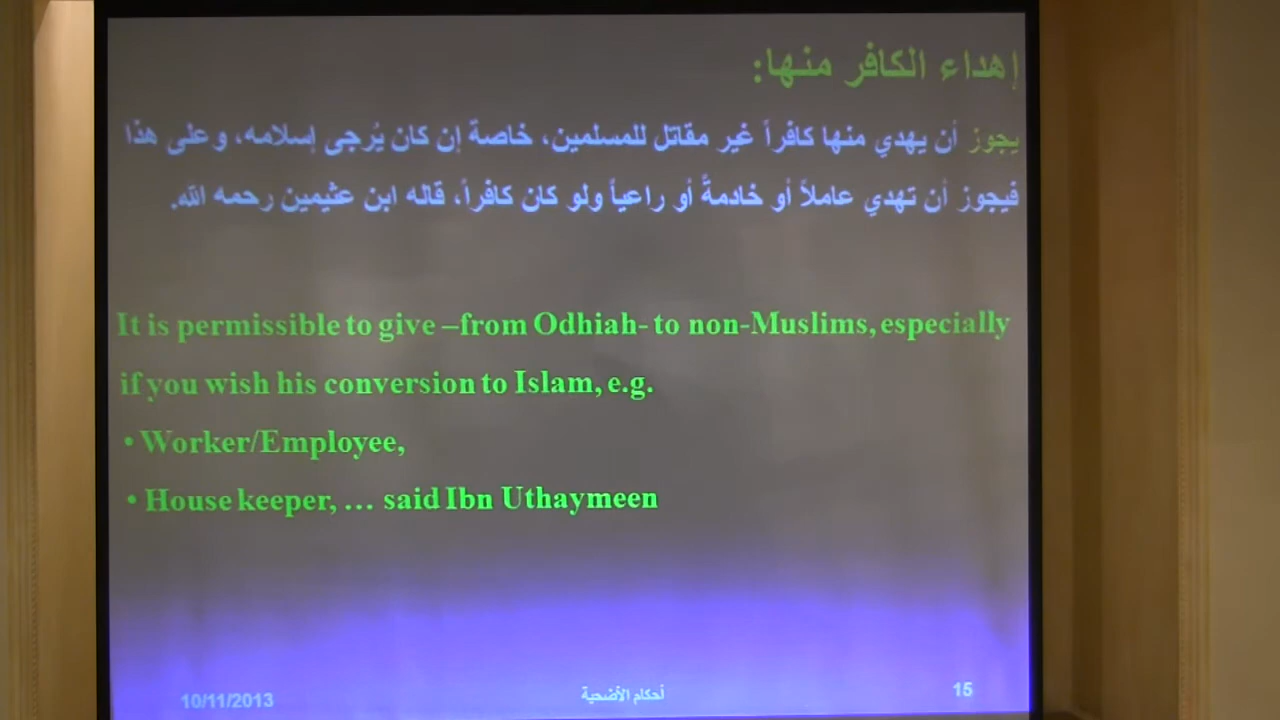 إهداء الكافر منها:
يجوز أن يهدي منها كافراً غير مقاتل للمسلمين، خاصة إن كان يُرجى إسلامه، وعلى هذا
فيجوز أن تهدي عاملاً أو خادمةً أو راعياً ولو كان كافراً، قاله ابن عثيمين رحمه الله.
It is permissible to give –from Odhiah- to non-Muslims, especially
if you wish his conversion to Islam, e.g.
• Worker/Employee,
• House keeper, … said Ibn Uthaymeen
10/11/2013 أحكام الأضحية 15